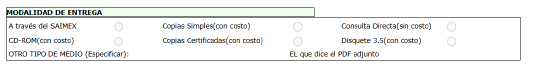 MODALIDAD DE ENTREGA
A través del SAIMEX Copias Simples(con costo) Consulta Directa(sin costo)
CD-ROM(con costo) Copias Certificadas(con costo) Disquete 3.5(con costo)
OTRO TIPO DE MEDIO (Especificar): EL que dice el PDF adjunto